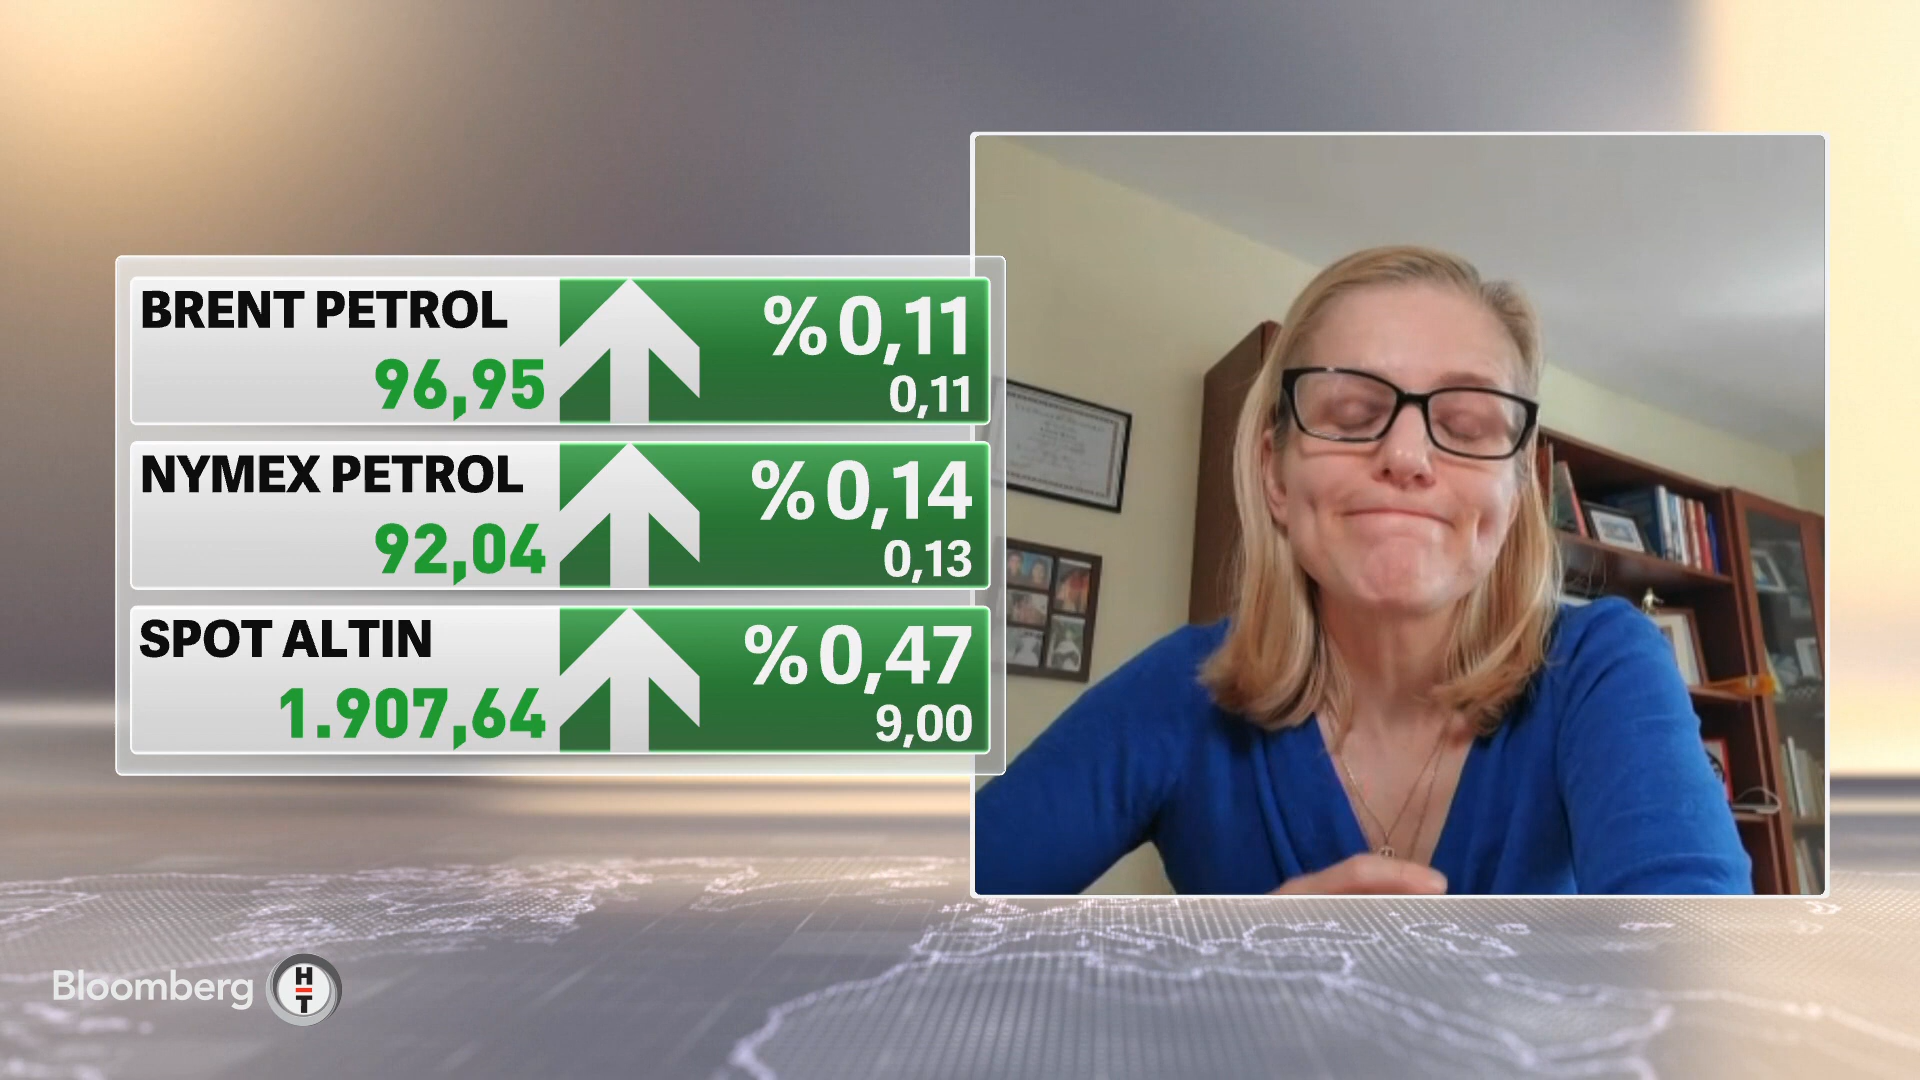 BRENT PETROL
96,95
%0,11
0,11
NYMEX PETROL
92,04
%0,14
0,13
SPOT ALTIN
1.907,64
%0,47
9,00
Bloomberg HT